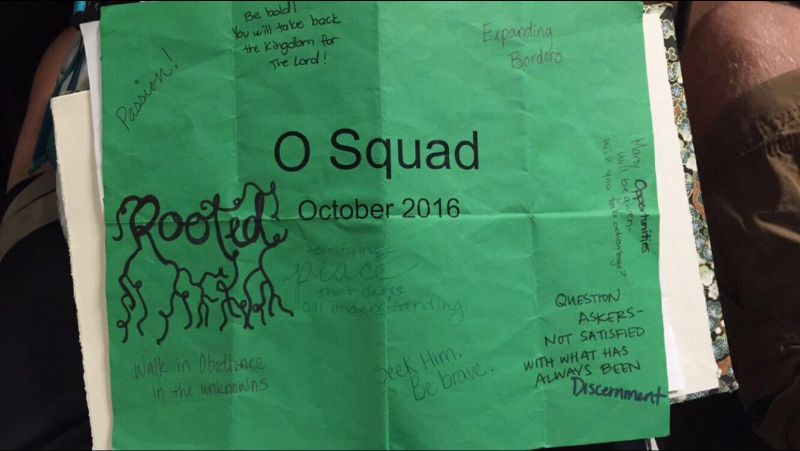 Be bold!
You will take back
the Kingdom for
The Lord!
Expanding
Borders
Passion!
O Squad
October 2016
Many Opportunities
will be given.
will you take advantage?
Rooted
peace
that defies
all understanding
QUESTION
ASKERS-
NOT SATISFIED
WITH WHAT HAS
ALWAYS BEEN
Discernment
Walk in Obediance
in the unknowns
Seek Him.
Be brave.